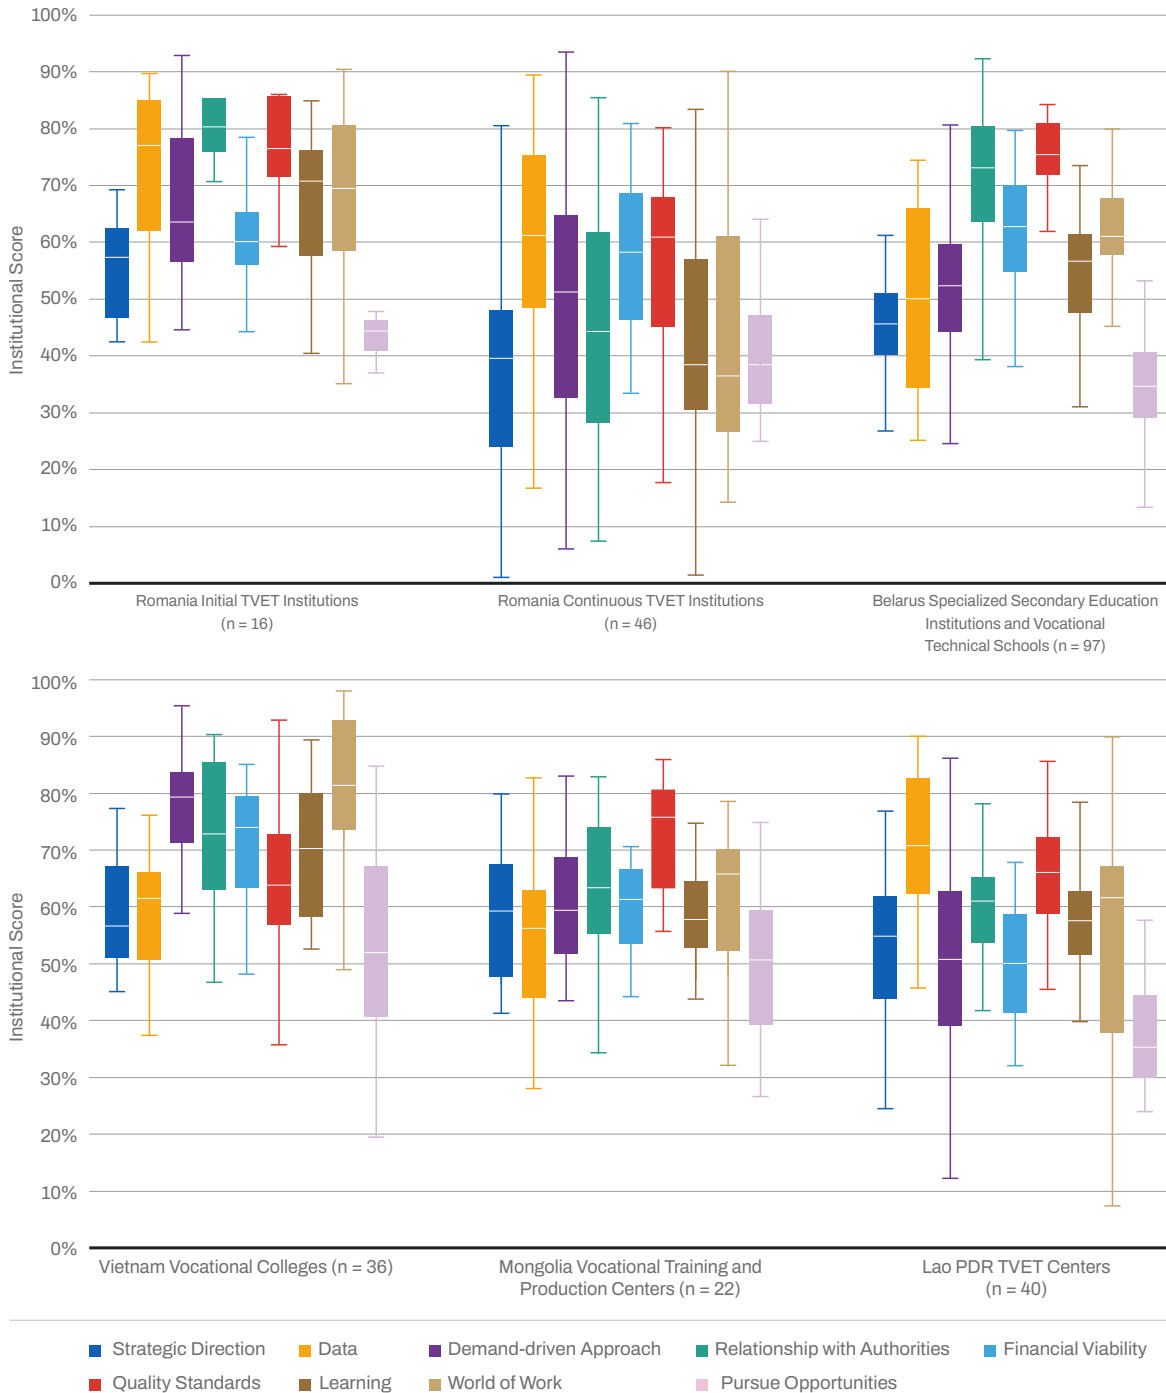 100%
90%
80%
70%
60%
50%
40%
30%
20%
10%
0%
Institutional Score
Romania Initial TVET Institutions
(n = 16)
Romania Continuous TVET Institutions
(n = 46)
Belarus Specialized Secondary Education
Institutions and Vocational
Technical Schools (n = 97)
100%
90%
80%
70%
60%
50%
40%
30%
20%
10%
0%
Institutional Score
Vietnam Vocational Colleges (n = 36)
Mongolia Vocational Training and
Production Centers (n = 22)
Lao PDR TVET Centers
(n = 40)
Strategic Direction
Data
Demand-driven Approach
Relationship with Authorities
Financial Viability
Quality Standards
Learning
World of Work
Pursue Opportunities